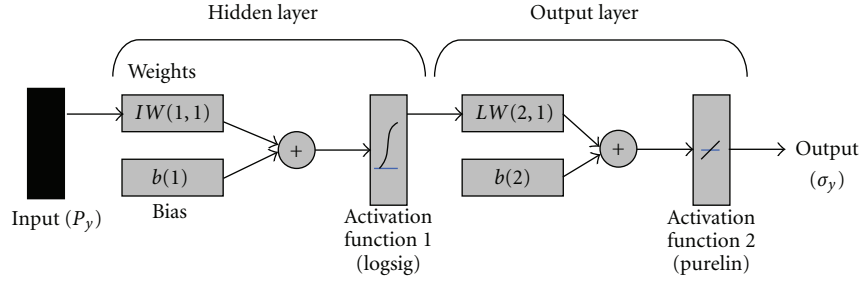 Hidden layer
Output layer
Weights
IW(1, 1)
LW(2, 1)
+
+
b(1)
b(2)
Output
(σy)
Input (Py)
Bias
Activation
function 1
(logsig)
Activation
function 2
(purelin)